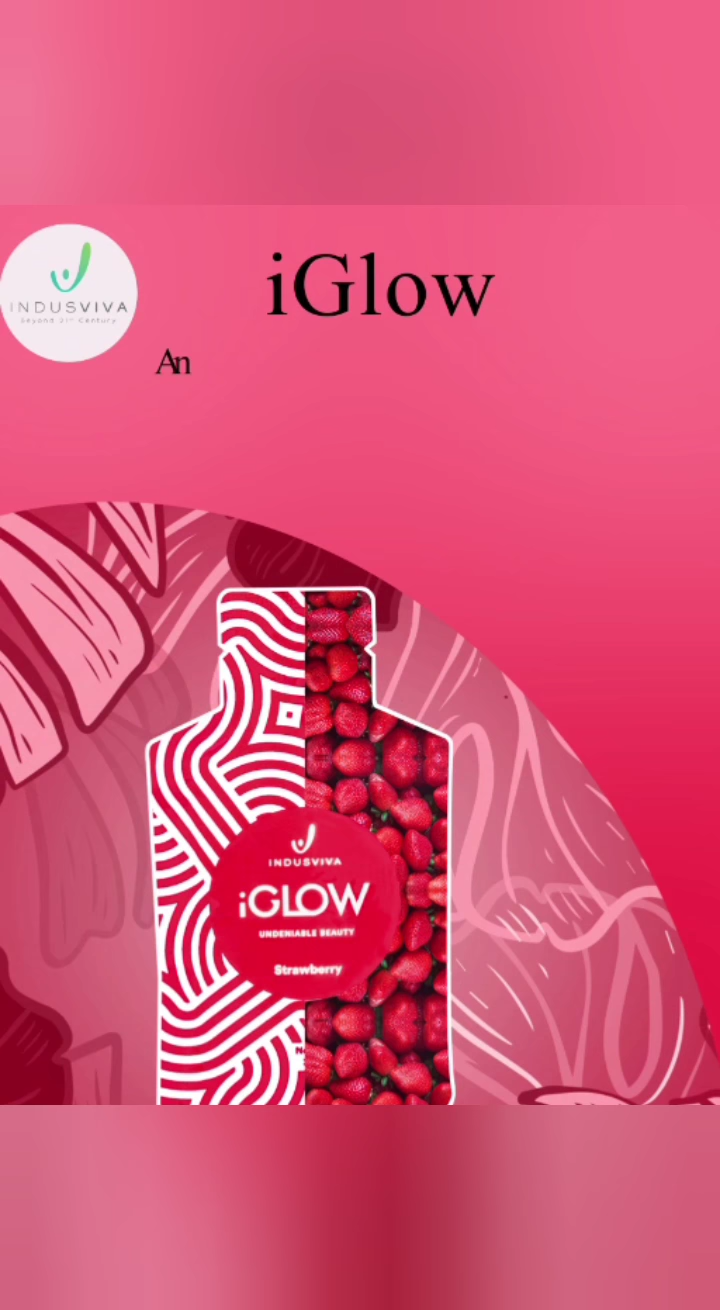 INDUSVIVA
Beyond 21st Century
iGlow
An
INDUSVIVA
iGLOW
UNDENIABLE BEAUTY
Strawberry